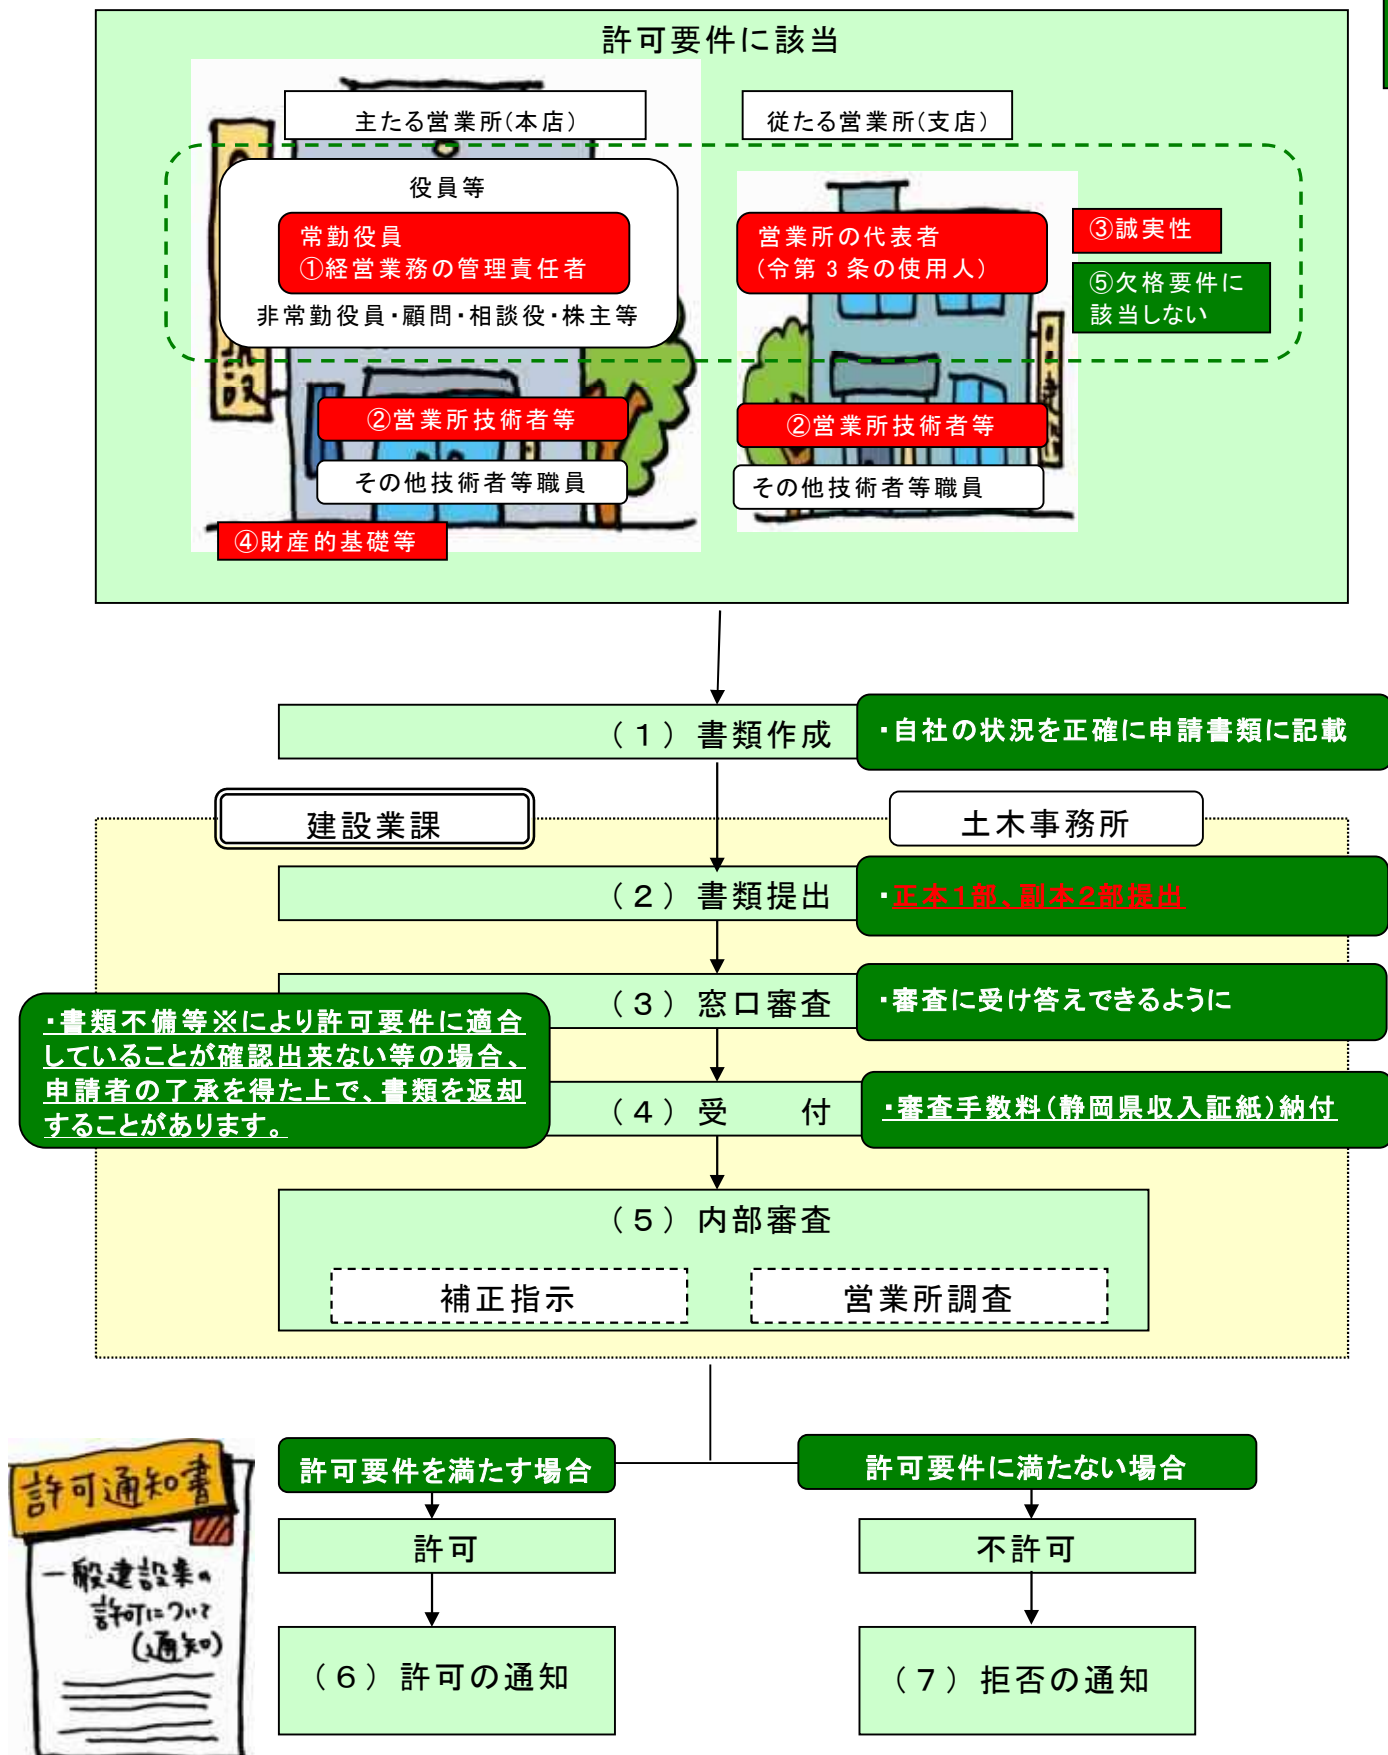 許可要件に該当
主たる営業所(本店)
従たる営業所(支店)
役員等
常勤役員
①経営業務の管理責任者
非常勤役員・顧問・相談役・株主等
営業所の代表者
(令第3条の使用人)
③誠実性
⑤欠格要件に
該当しない
②営業所技術者等
その他技術者等職員
②営業所技術者等
その他技術者等職員
④財産的基礎等
(1)書類作成
・自社の状況を正確に申請書類に記載
建設業課
土木事務所
(2)書類提出
・正本1部、副本2部提出
(3)窓口審査
・審査に受け答えできるように
・書類不備等※により許可要件に適合
していることが確認出来ない等の場合、
申請者の了承を得た上で、書類を返却
することがあります。
(4)受　付
・審査手数料(静岡県収入証紙)納付
(5)内部審査
補正指示
営業所調査
許可要件を満たす場合
許可要件に満たない場合
許可
不許可
(6)許可の通知
(7)拒否の通知
許可通知書
一般建設業の
許可について
(通知)